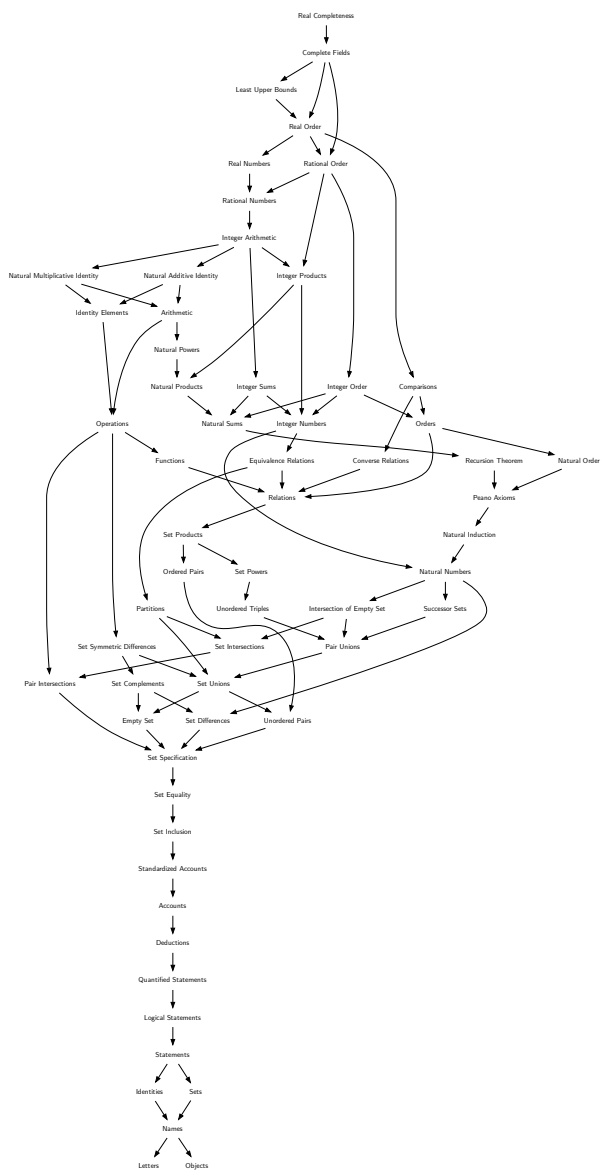 Real Completeness
Complete Fields
Least Upper Bounds
Real Order
Real Numbers
Rational Order
Rational Numbers
Integer Arithmetic
Natural Multiplicative Identity
Natural Additive Identity
Integer Products
Identity Elements
Arithmetic
Natural Powers
Natural Products
Integer Sums
Integer Order
Comparisons
Operations
Natural Sums
Integer Numbers
Orders
Functions
Equivalence Relations
Converse Relations
Recursion Theorem
Natural Order
Relations
Peano Axioms
Set Products
Natural Induction
Ordered Pairs
Set Powers
Natural Numbers
Partitions
Unordered Triples
Intersection of Empty Set
Successor Sets
Set Symmetric Differences
Set Intersections
Pair Unions
Pair Intersections
Set Complements
Set Unions
Empty Set
Set Differences
Unordered Pairs
Set Specification
Set Equality
Set Inclusion
Standardized Accounts
Accounts
Deductions
Quantified Statements
Logical Statements
Statements
Identities
Sets
Names
Letters
Objects